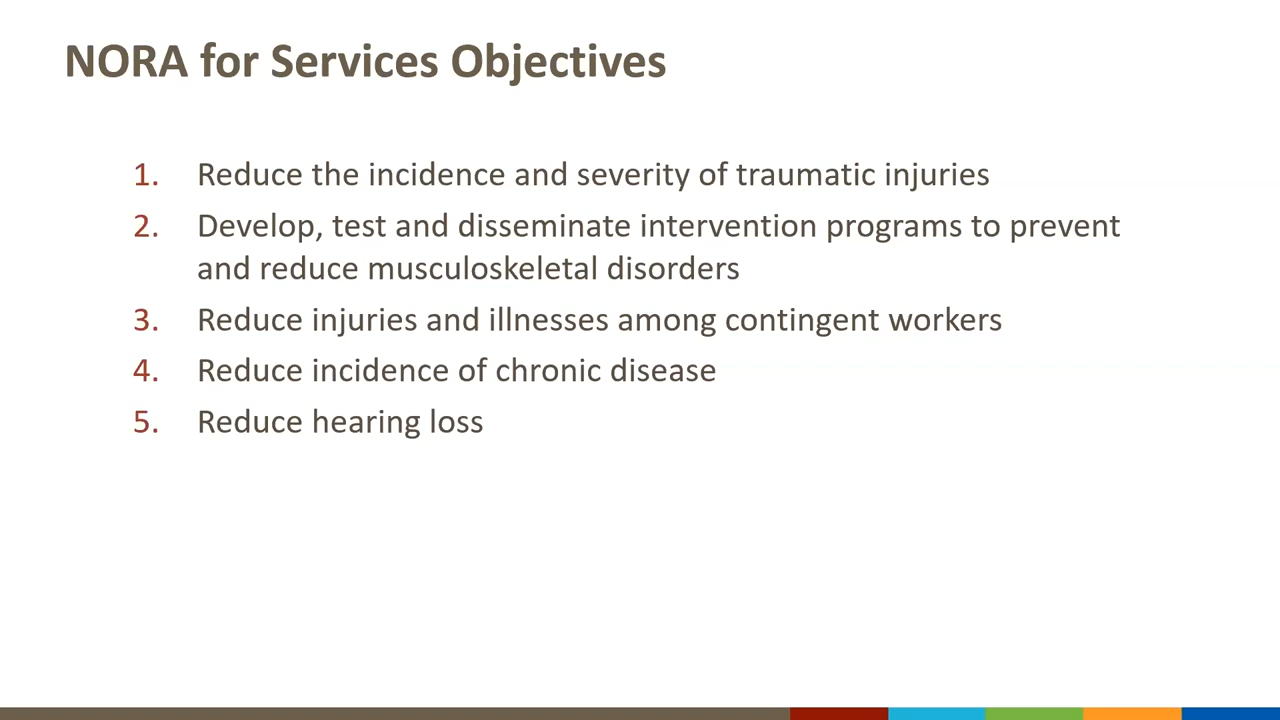 NORA for Services Objectives
1. Reduce the incidence and severity of traumatic injuries
2. Develop, test and disseminate intervention programs to prevent
and reduce musculoskeletal disorders
3. Reduce injuries and illnesses among contingent workers
4. Reduce incidence of chronic disease
5. Reduce hearing loss